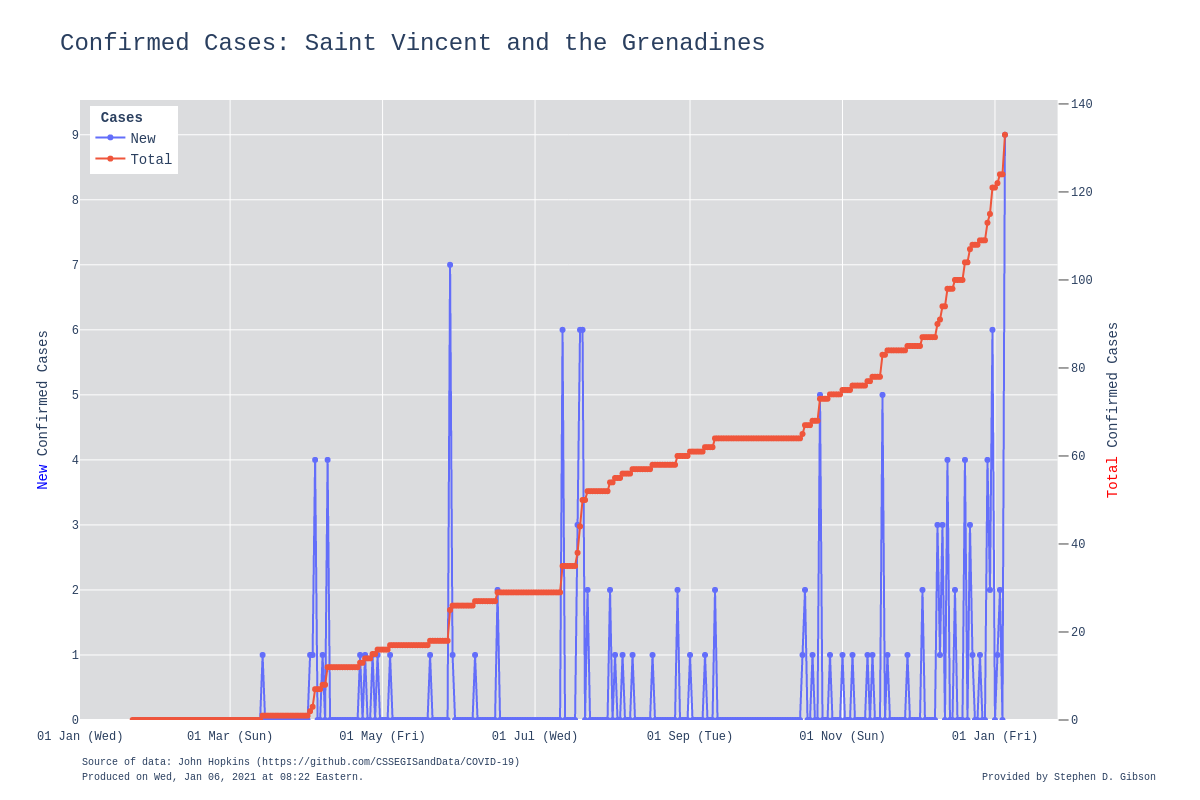 Confirmed Cases: Saint Vincent and the Grenadines
Cases
New
Total
9
8
7
6
5
4
3
2
1
0
New Confirmed Cases
140
120
100
80
60
40
20
0
Total Confirmed Cases
01 Jan (Wed) 01 Mar (Sun) 01 May (Fri) 01 Jul (Wed) 01 Sep (Tue) 01 Nov (Sun) 01 Jan (Fri)
Source of data: John Hopkins (https://github.com/CSSEGISandData/COVID-19)
Produced on Wed, Jan 06, 2021 at 08:22 Eastern.
Provided by Stephen D. Gibson